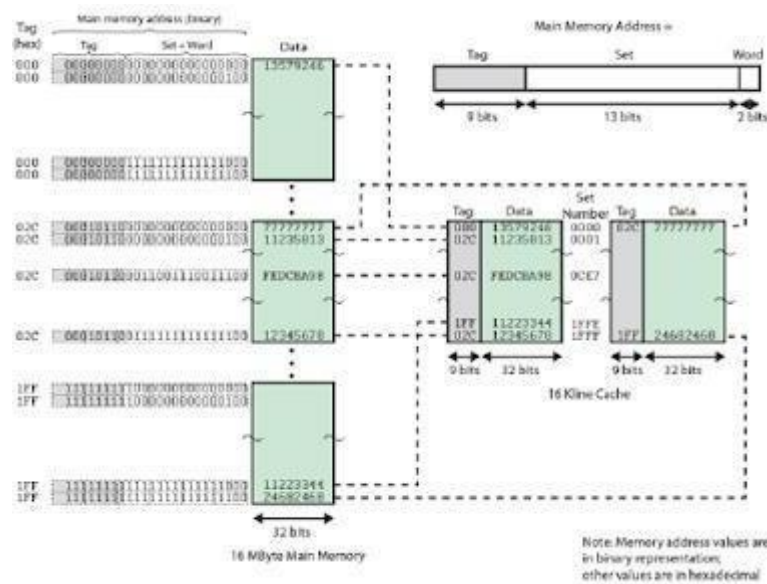 Tag
(hex)
Main memory address (binary)
Tag
Set + Word
Data
000
000
13579246
000
000
02C
77777777
02C
11235813
02C
FEDCBA98
02C
12345678
1FF
1FF
1FF
11223344
1FF
24682468
32 bits
16 MByte Main Memory
Main Memory Address =
Tag
Set
Word
9 bits
13 bits
2 bits
Tag
Data
Set
Number
Tag
Data
000
13579246
0000
02C
77777777
02C
11235813
0001
02C
FEDCBA98
0CE7
1FF
11223344
1FFE
02C
12345678
1FFF
1FF
24682468
9 bits
32 bits
9 bits
32 bits
16 Kline Cache
Note: Memory address values are
in binary representation;
other values are in hexadecimal